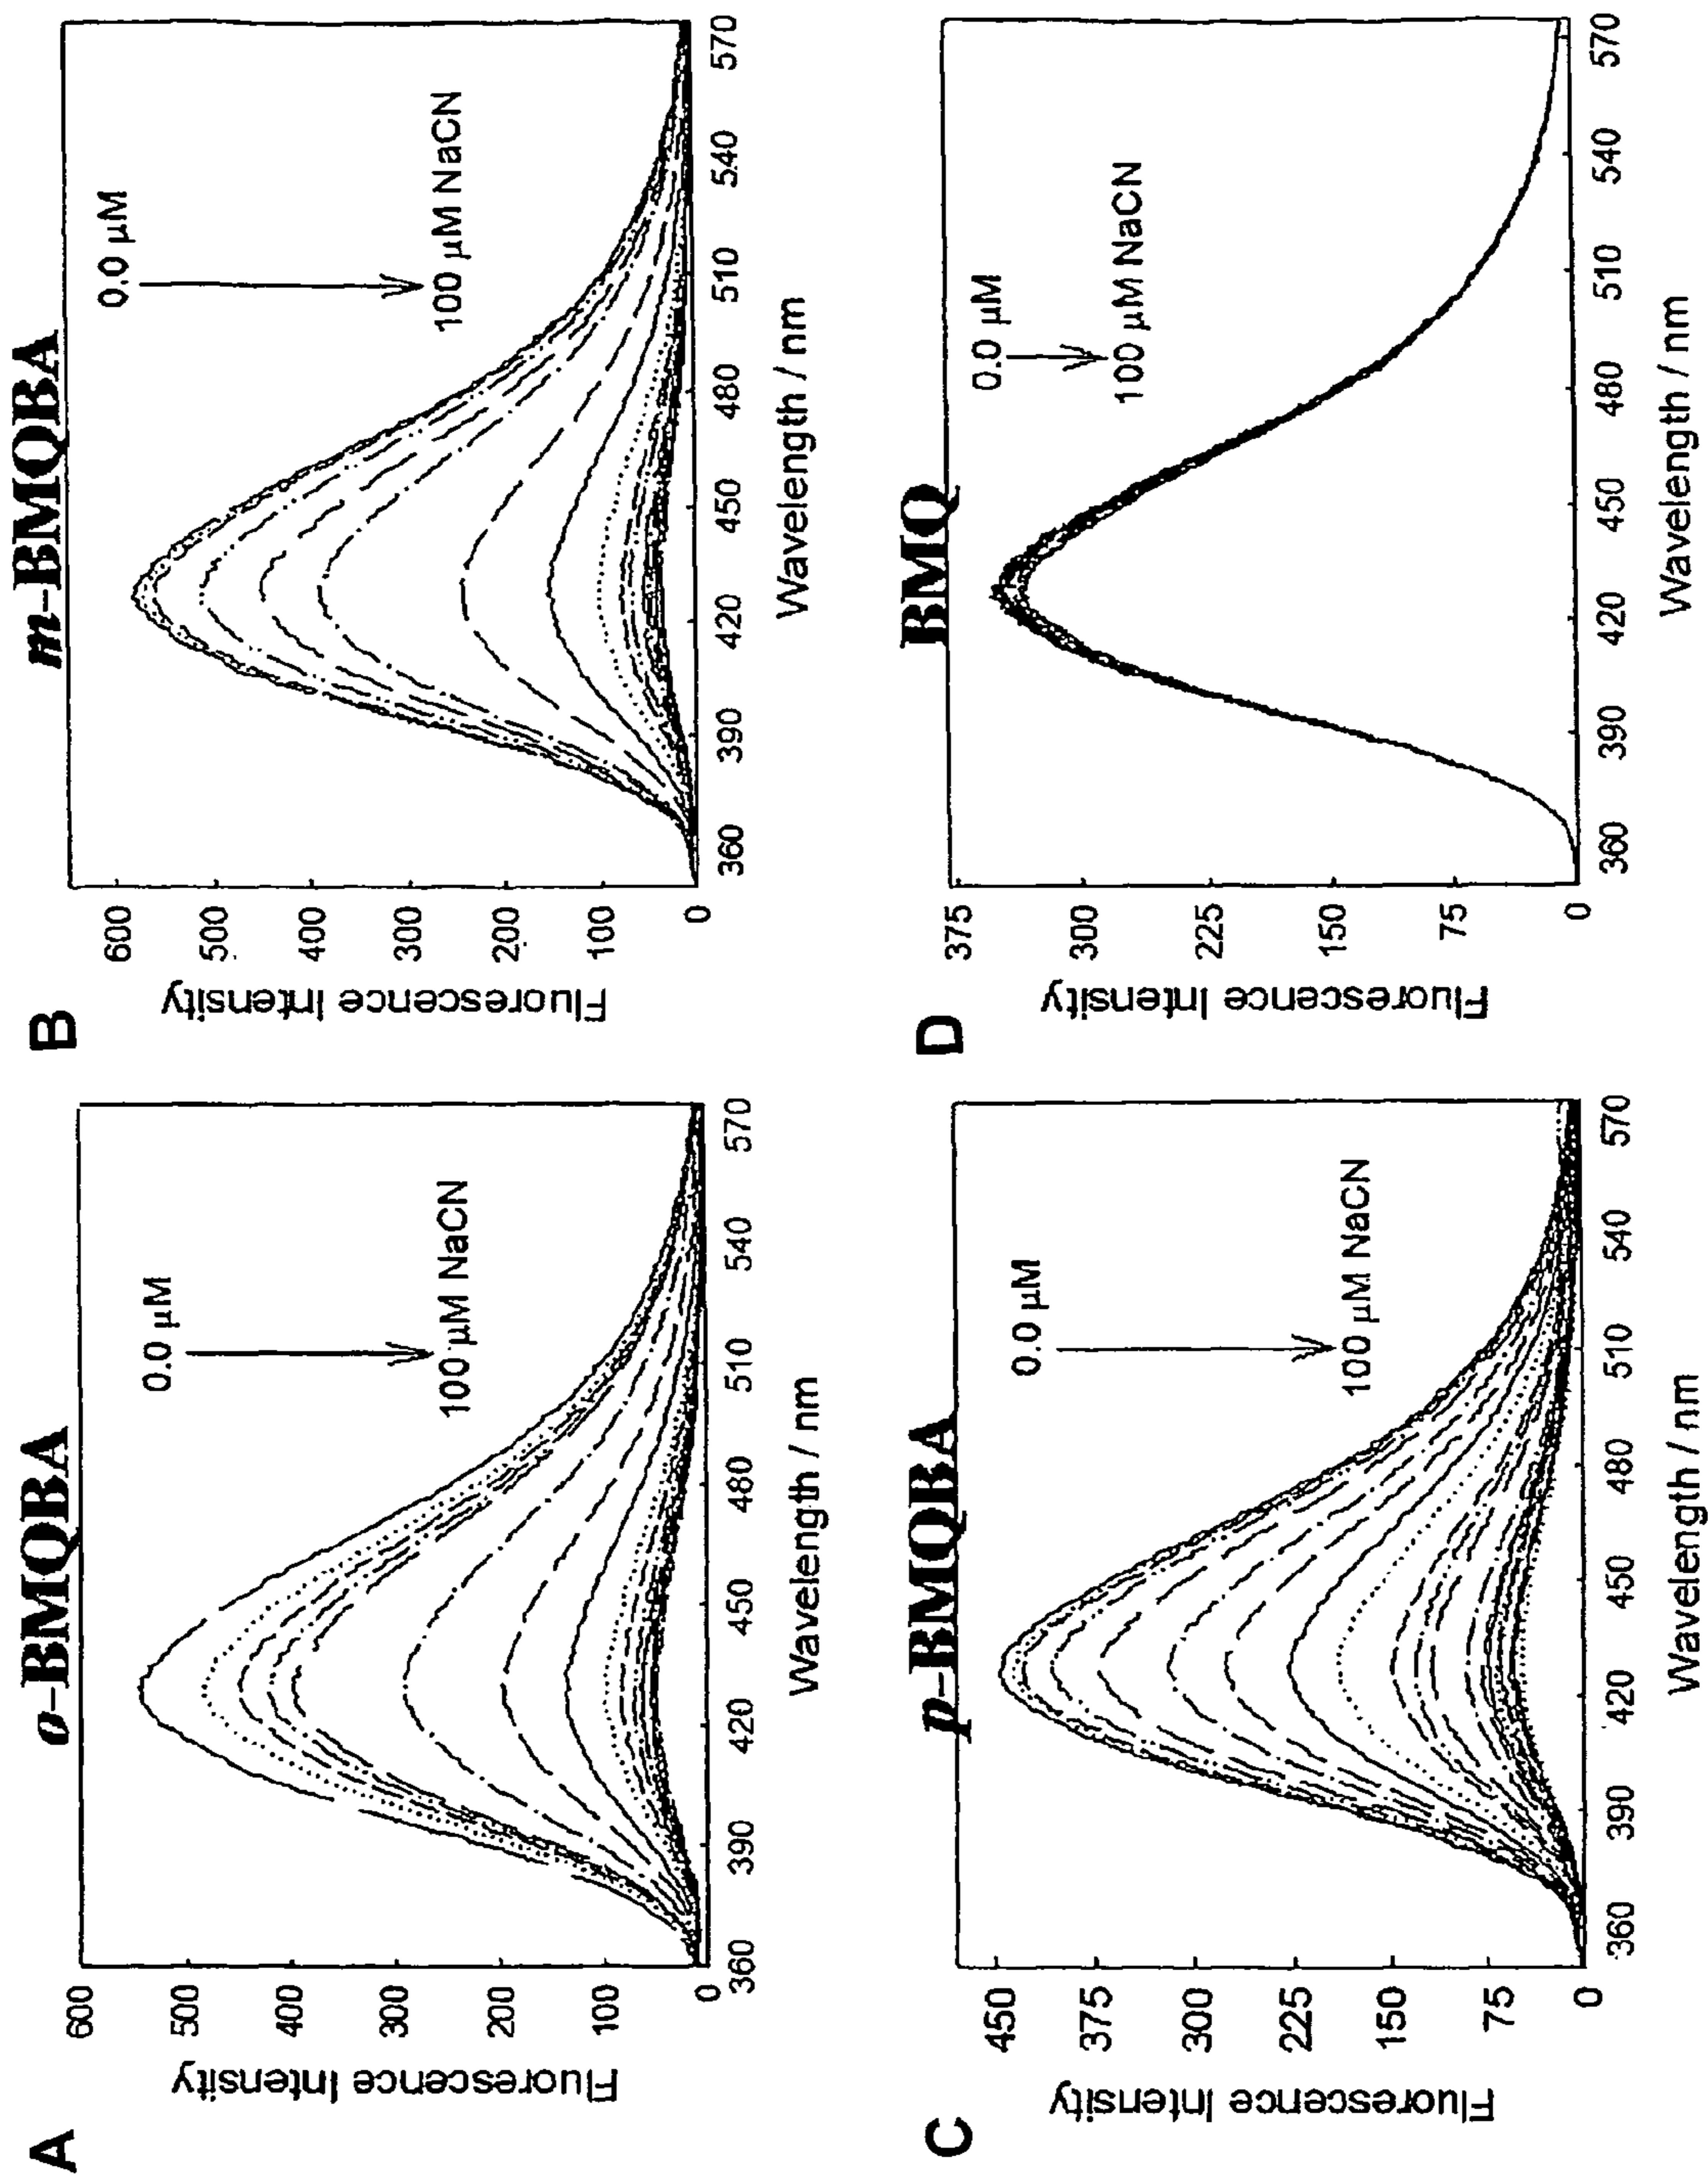 A
o-BMQBA
Fluorescence Intensity
600
500
400
300
200
100
0
0.0 µM
100 µM NaCN
360 390 420 450 480 510 540 570
Wavelength / nm
B
m-BMQBA
Fluorescence Intensity
600
500
400
300
200
100
0
0.0 µM
100 µM NaCN
360 390 420 450 480 510 540 570
Wavelength / nm
C
p-BMQBA
Fluorescence Intensity
450
375
300
225
150
75
0
0.0 µM
100 µM NaCN
360 390 420 450 480 510 540 570
Wavelength / nm
D
BMQ
Fluorescence Intensity
375
300
225
150
75
0
0.0 µM
100 µM NaCN
360 390 420 450 480 510 540 570
Wavelength / nm